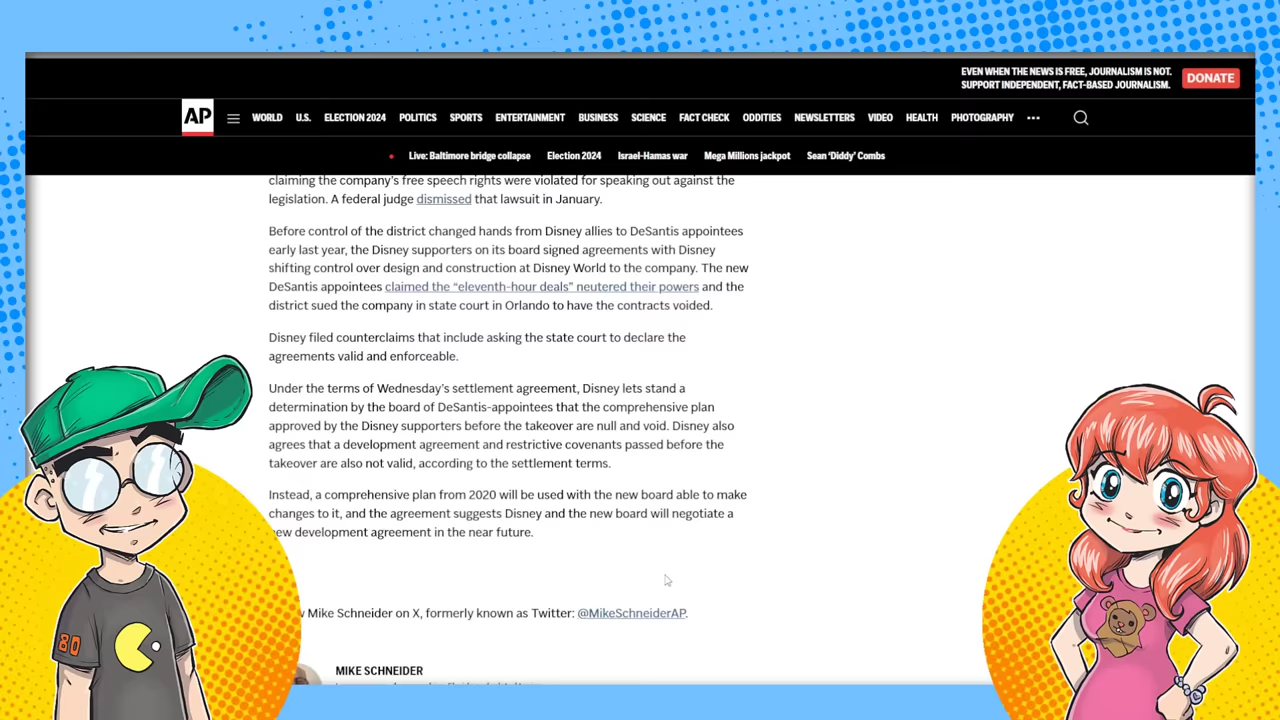 EVEN WHEN THE NEWS IS FREE, JOURNALISM IS NOT.
SUPPORT INDEPENDENT, FACT-BASED JOURNALISM.
DONATE
AP
WORLD U.S. ELECTION 2024 POLITICS SPORTS ENTERTAINMENT BUSINESS SCIENCE FACT CHECK ODDITIES NEWSLETTERS VIDEO HEALTH PHOTOGRAPHY
Live: Baltimore bridge collapse Election 2024 Israel-Hamas war Mega Millions jackpot Sean ‘Diddy’ Combs
claiming the company’s free speech rights were violated for speaking out against the
legislation. A federal judge dismissed that lawsuit in January.
Before control of the district changed hands from Disney allies to DeSantis appointees
early last year, the Disney supporters on its board signed agreements with Disney
shifting control over design and construction at Disney World to the company. The new
DeSantis appointees claimed the “eleventh-hour deals” neutered their powers and the
district sued the company in state court in Orlando to have the contracts voided.
Disney filed counterclaims that include asking the state court to declare the
agreements valid and enforceable.
Under the terms of Wednesday’s settlement agreement, Disney lets stand a
determination by the board of DeSantis-appointees that the comprehensive plan
approved by the Disney supporters before the takeover are null and void. Disney also
agrees that a development agreement and restrictive covenants passed before the
takeover are also not valid, according to the settlement terms.
Instead, a comprehensive plan from 2020 will be used with the new board able to make
changes to it, and the agreement suggests Disney and the new board will negotiate a
new development agreement in the near future.
Mike Schneider on X, formerly known as Twitter: @MikeSchneiderAP.
MIKE SCHNEIDER
80